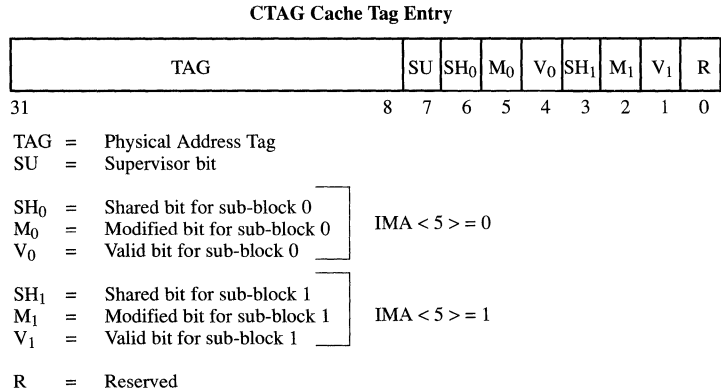 CTAG Cache Tag Entry
TAG SU SH₀ M₀ V₀ SH₁ M₁ V₁ R
31 8 7 6 5 4 3 2 1 0
TAG = Physical Address Tag
SU = Supervisor bit
SH₀ = Shared bit for sub-block 0
M₀ = Modified bit for sub-block 0 IMA < 5 > = 0
V₀ = Valid bit for sub-block 0
SH₁ = Shared bit for sub-block 1
M₁ = Modified bit for sub-block 1 IMA < 5 > = 1
V₁ = Valid bit for sub-block 1
R = Reserved